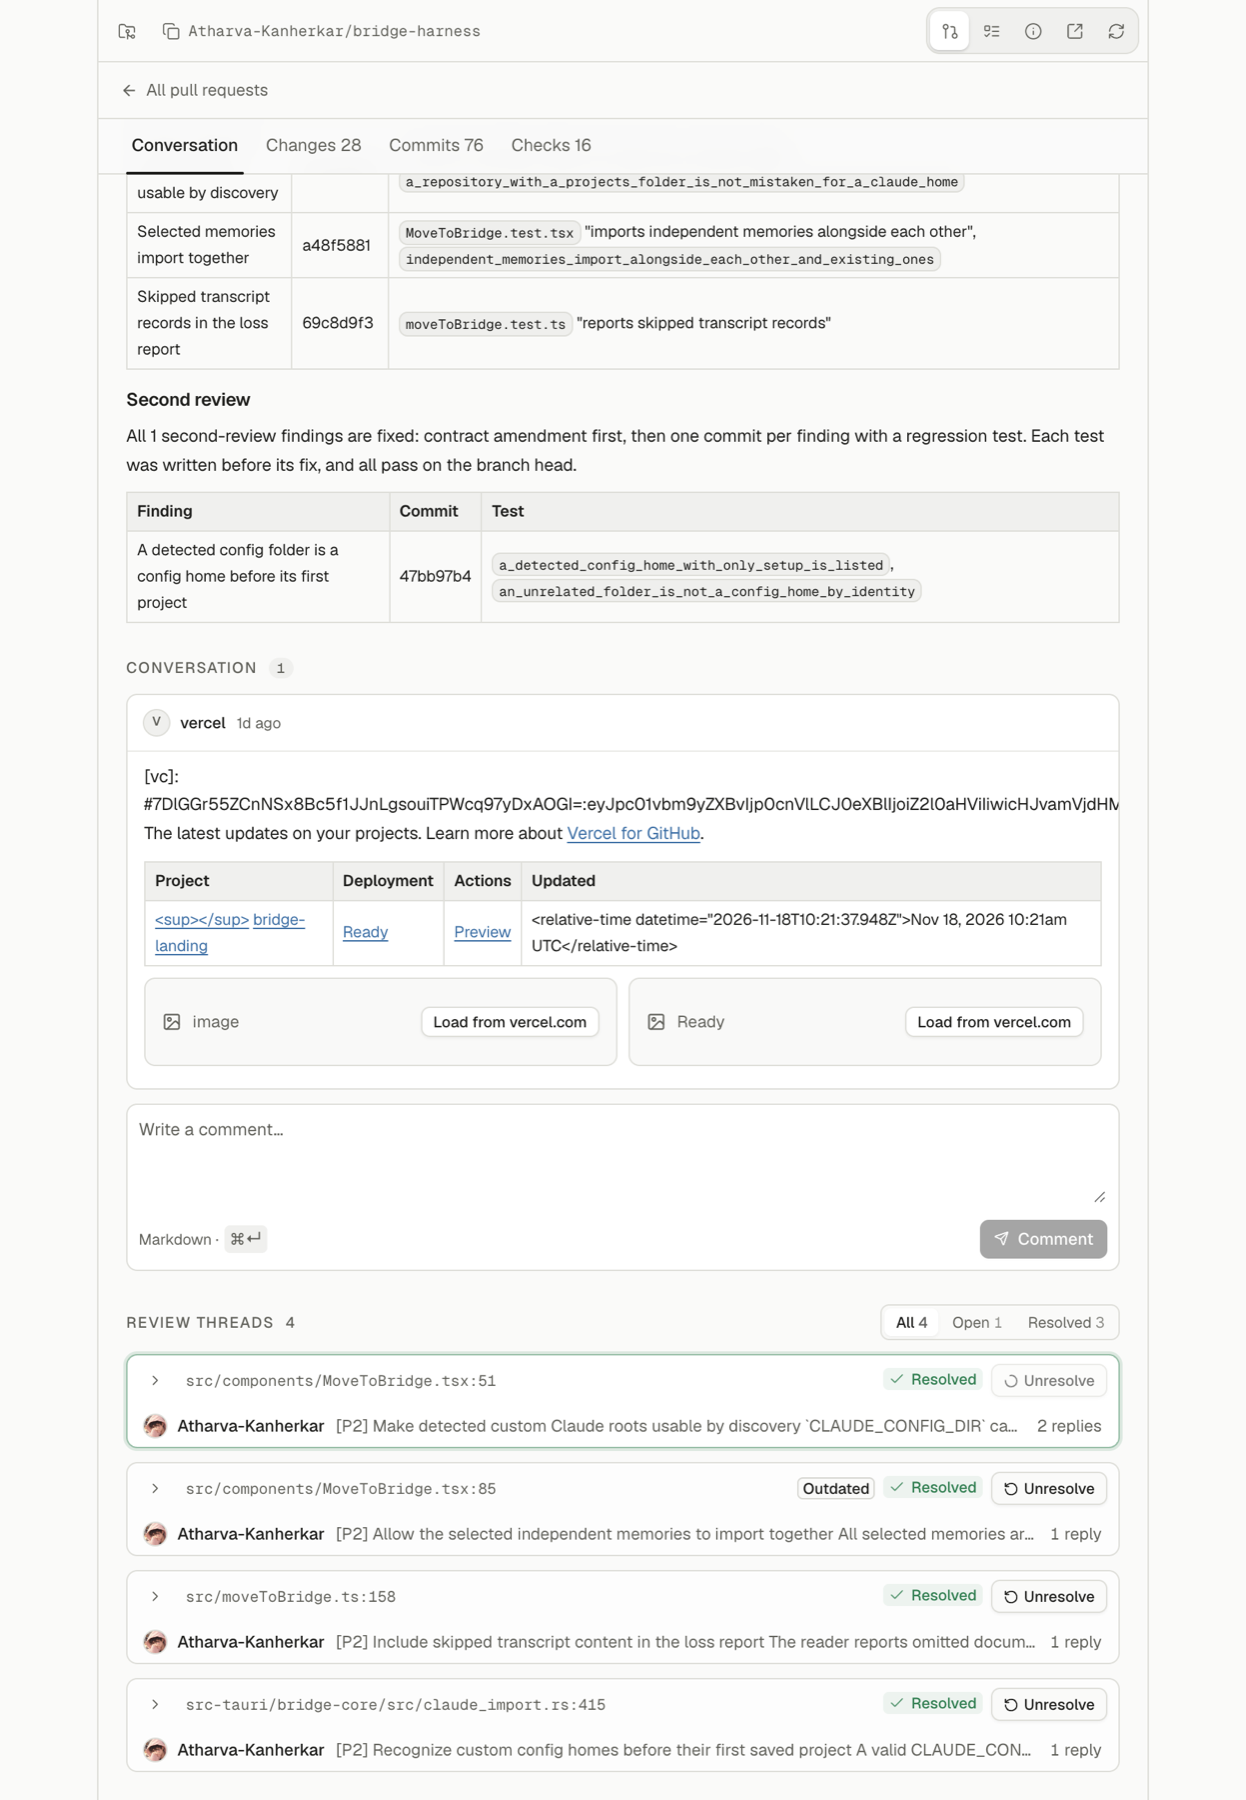 Atharva-Kanherkar/bridge-harness
All pull requests
Conversation Changes 28 Commits 76 Checks 16
usable by discovery
a_repository_with_a_projects_folder_is_not_mistaken_for_a_claude_home
Selected memories
import together
a48f5881
MoveToBridge.test.tsx "imports independent memories alongside each other",
independent_memories_import_alongside_each_other_and_existing_ones
Skipped transcript
records in the loss
report
69c8d9f3
moveToBridge.test.ts "reports skipped transcript records"
Second review
All 1 second-review findings are fixed: contract amendment first, then one commit per finding with a regression test. Each test
was written before its fix, and all pass on the branch head.
Finding Commit Test
A detected config folder is a
config home before its first
project
47bb97b4
a_detected_config_home_with_only_setup_is_listed ,
an_unrelated_folder_is_not_a_config_home_by_identity
CONVERSATION 1
V vercel 1d ago
[vc]:
The latest updates on your projects. Learn more about Vercel for GitHub.
Project Deployment Actions Updated
<sup></sup> bridge-
landing
Ready
Preview
<relative-time datetime="2026-11-18T10:21:37.948Z">Nov 18, 2026 10:21am
UTC</relative-time>
image Load from vercel.com
Ready Load from vercel.com
Write a comment...
Markdown · ⌘↵
Comment
REVIEW THREADS 4
All 4 Open 1 Resolved 3
src/components/MoveToBridge.tsx:51 Resolved Unresolve
Atharva-Kanherkar [P2] Make detected custom Claude roots usable by discovery `CLAUDE_CONFIG_DIR` ca... 2 replies
src/components/MoveToBridge.tsx:85 Outdated Resolved Unresolve
Atharva-Kanherkar [P2] Allow the selected independent memories to import together All selected memories ar... 1 reply
src/moveToBridge.ts:158 Resolved Unresolve
Atharva-Kanherkar [P2] Include skipped transcript content in the loss report The reader reports omitted docum... 1 reply
src-tauri/bridge-core/src/claude_import.rs:415 Resolved Unresolve
Atharva-Kanherkar [P2] Recognize custom config homes before their first saved project A valid CLAUDE_CON... 1 reply